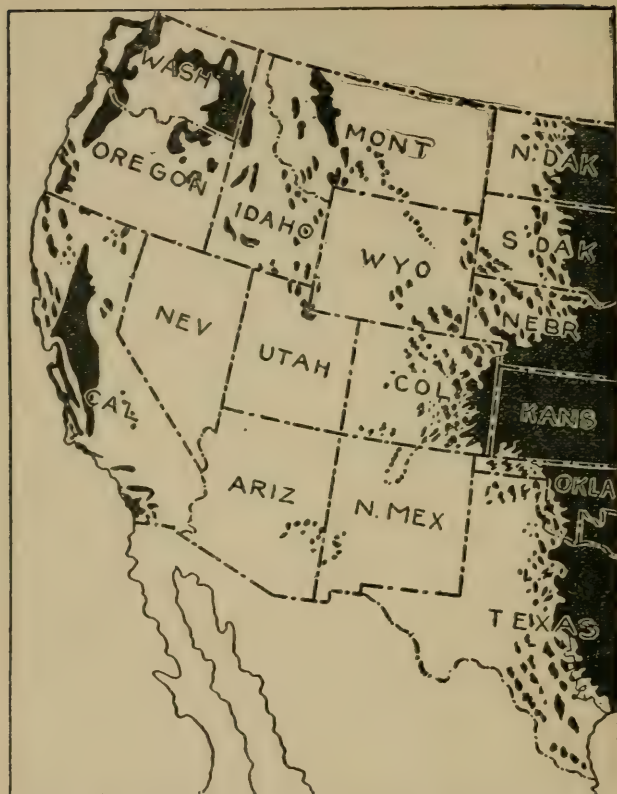 WASH
MONT
N. DAK
OREGON
IDAHO
S DAK
WYO
NEBR
NEV
UTAH
COL
KANS
CAL
OKLA
ARIZ
N. MEX
TEXAS